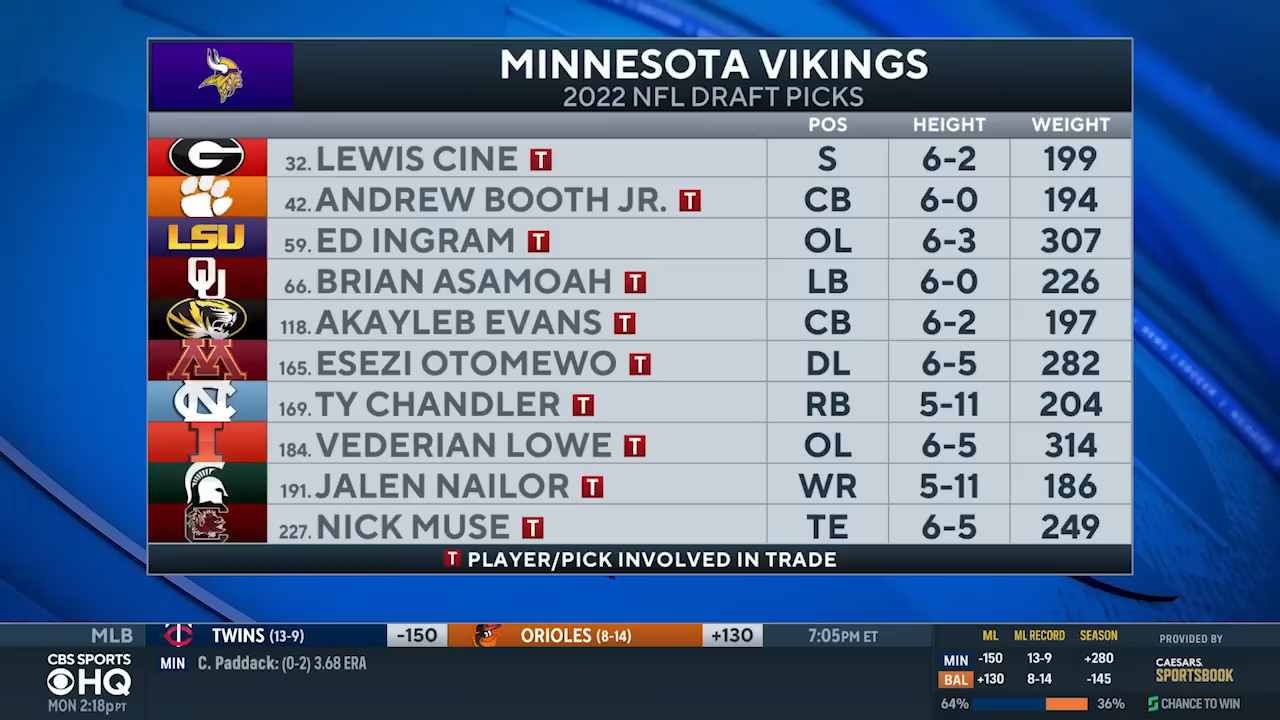 MINNESOTA VIKINGS
2022 NFL DRAFT PICKS
POS HEIGHT WEIGHT
G 32. LEWIS CINE T S 6-2 199
42. ANDREW BOOTH JR. T CB 6-0 194
LSU 59. ED INGRAM T OL 6-3 307
OU 66. BRIAN ASAMOAH T LB 6-0 226
118. AKAYLEB EVANS T CB 6-2 197
M 165. ESEZI OTOMEWO T DL 6-5 282
NC 169. TY CHANDLER T RB 5-11 204
I 184. VEDERIAN LOWE T OL 6-5 314
191. JALEN NAILOR T WR 5-11 186
C 227. NICK MUSE T TE 6-5 249
T PLAYER/PICK INVOLVED IN TRADE
MLB TWINS (13-9) -150 ORIOLES (8-14) +130 7:05PM ET
CBS SPORTS HQ
MON 2:18P PT
MIN C. Paddack: (0-2) 3.68 ERA
ML ML RECORD SEASON
MIN -150 13-9 +280
BAL +130 8-14 -145
64% 36%
PROVIDED BY
CAESARS
SPORTSBOOK
S CHANCE TO WIN